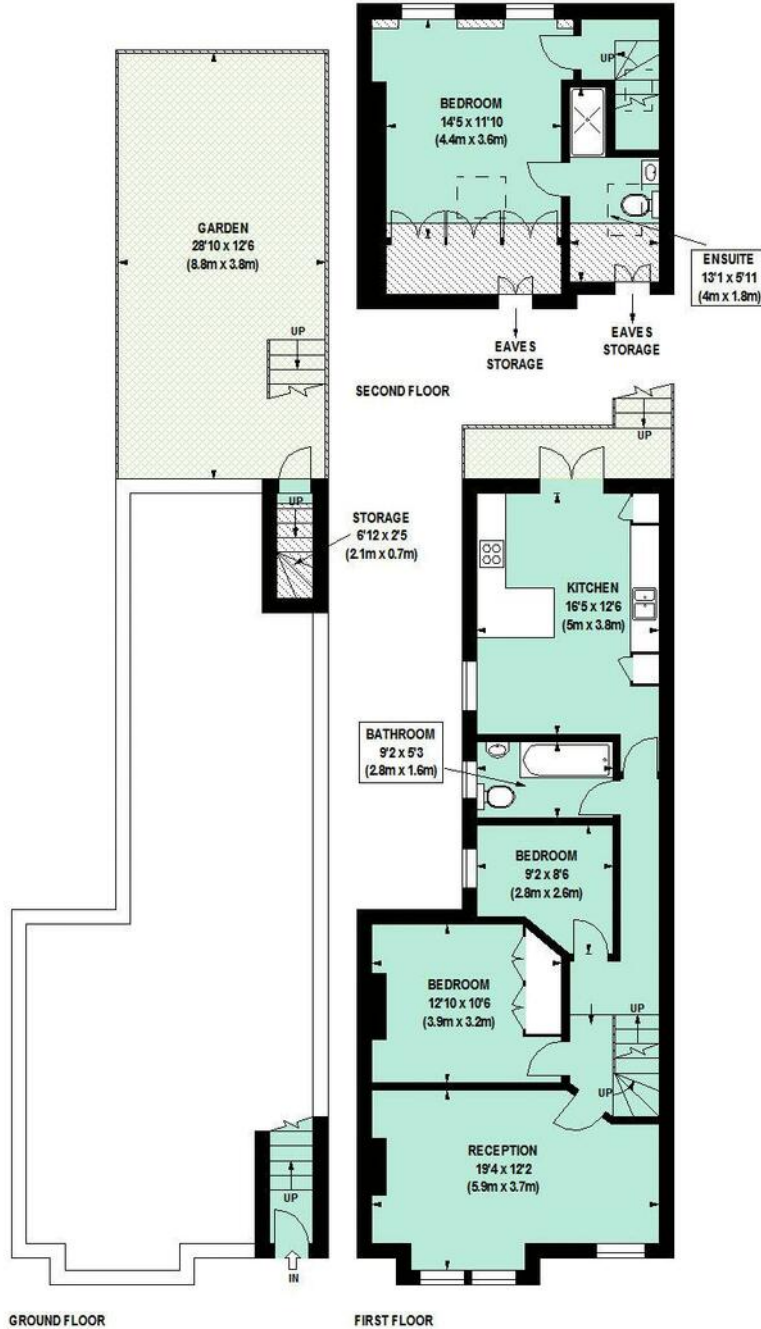 BEDROOM
14'5 x 11'10
(4.4m x 3.6m)
UP
ENSUITE
13'1 x 5'11
(4m x 1.8m)
EAVES
STORAGE
EAVES
STORAGE
SECOND FLOOR
GARDEN
28'10 x 12'6
(8.8m x 3.8m)
UP
UP
STORAGE
6'12 x 2'5
(2.1m x 0.7m)
UP
IN
GROUND FLOOR
UP
KITCHEN
16'5 x 12'6
(5m x 3.8m)
BATHROOM
9'2 x 5'3
(2.8m x 1.6m)
BEDROOM
9'2 x 8'6
(2.8m x 2.6m)
BEDROOM
12'10 x 10'6
(3.9m x 3.2m)
UP
UP
RECEPTION
19'4 x 12'2
(5.9m x 3.7m)
FIRST FLOOR